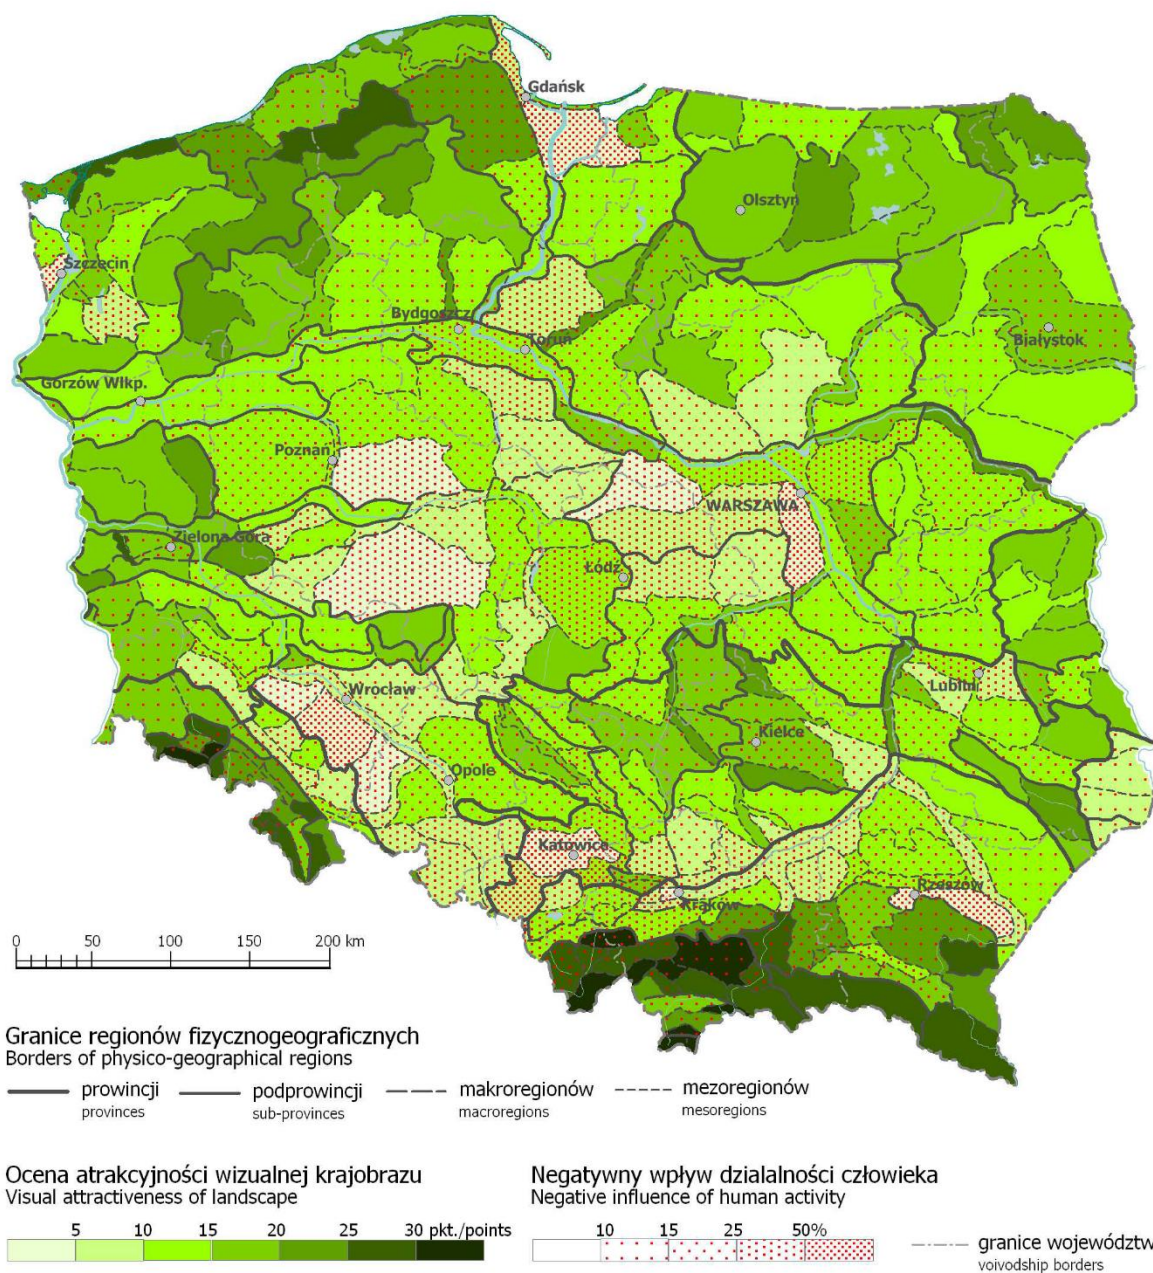 Gdańsk
Olsztyn
Szczecin
Bydgoszcz
Toruń
Białystok
Gorzów Wlkp.
Poznań
WARSZAWA
Zielona Góra
Łódź
Wrocław
Lublin
Kielce
Opole
Katowice
Rzeszów
Kraków
0 50 100 150 200 km
Granice regionów fizycznogeograficznych
Borders of physico-geographical regions
prowincji podprowincji makroregionów mezoregionów
provinces sub-provinces macroregions mesoregions
Ocena atrakcyjności wizualnej krajobrazu
Visual attractiveness of landscape
5 10 15 20 25 30 pkt./points
Negatywny wpływ dzialalności człowieka
Negative influence of human activity
10 15 25 50%
granice województw
voivodship borders